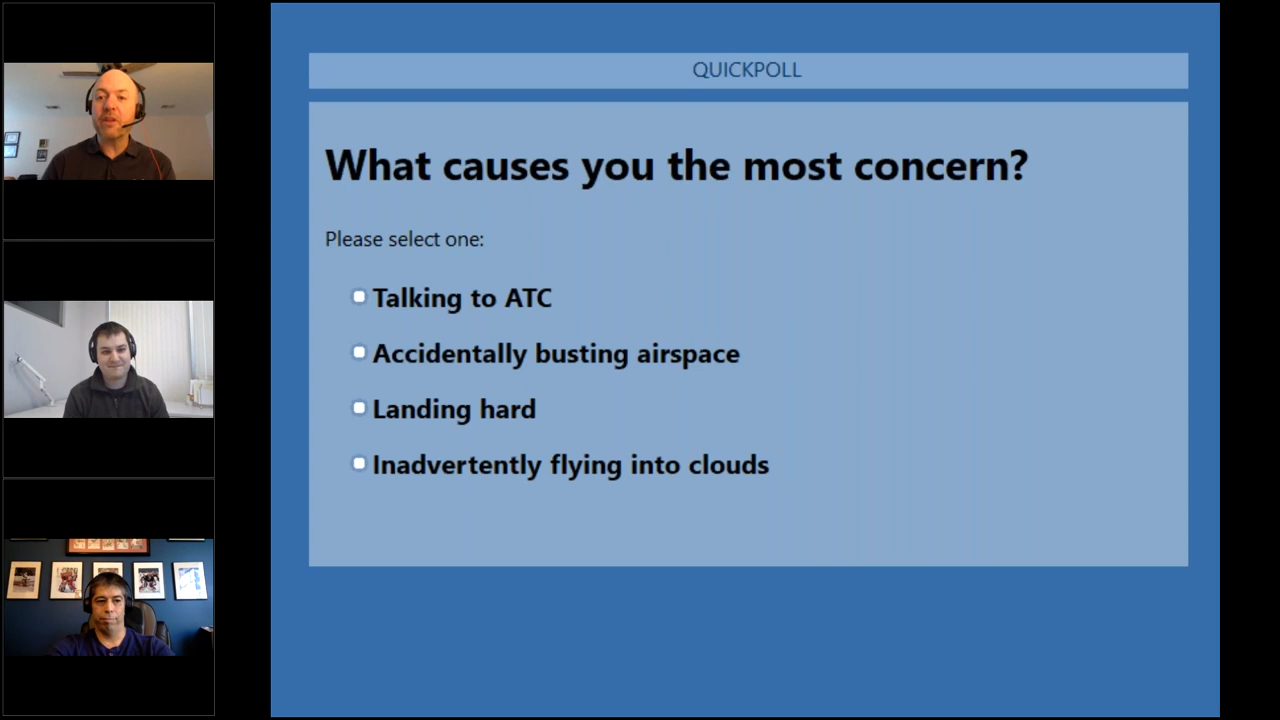 QUICKPOLL
What causes you the most concern?
Please select one:
Talking to ATC
Accidentally busting airspace
Landing hard
Inadvertently flying into clouds